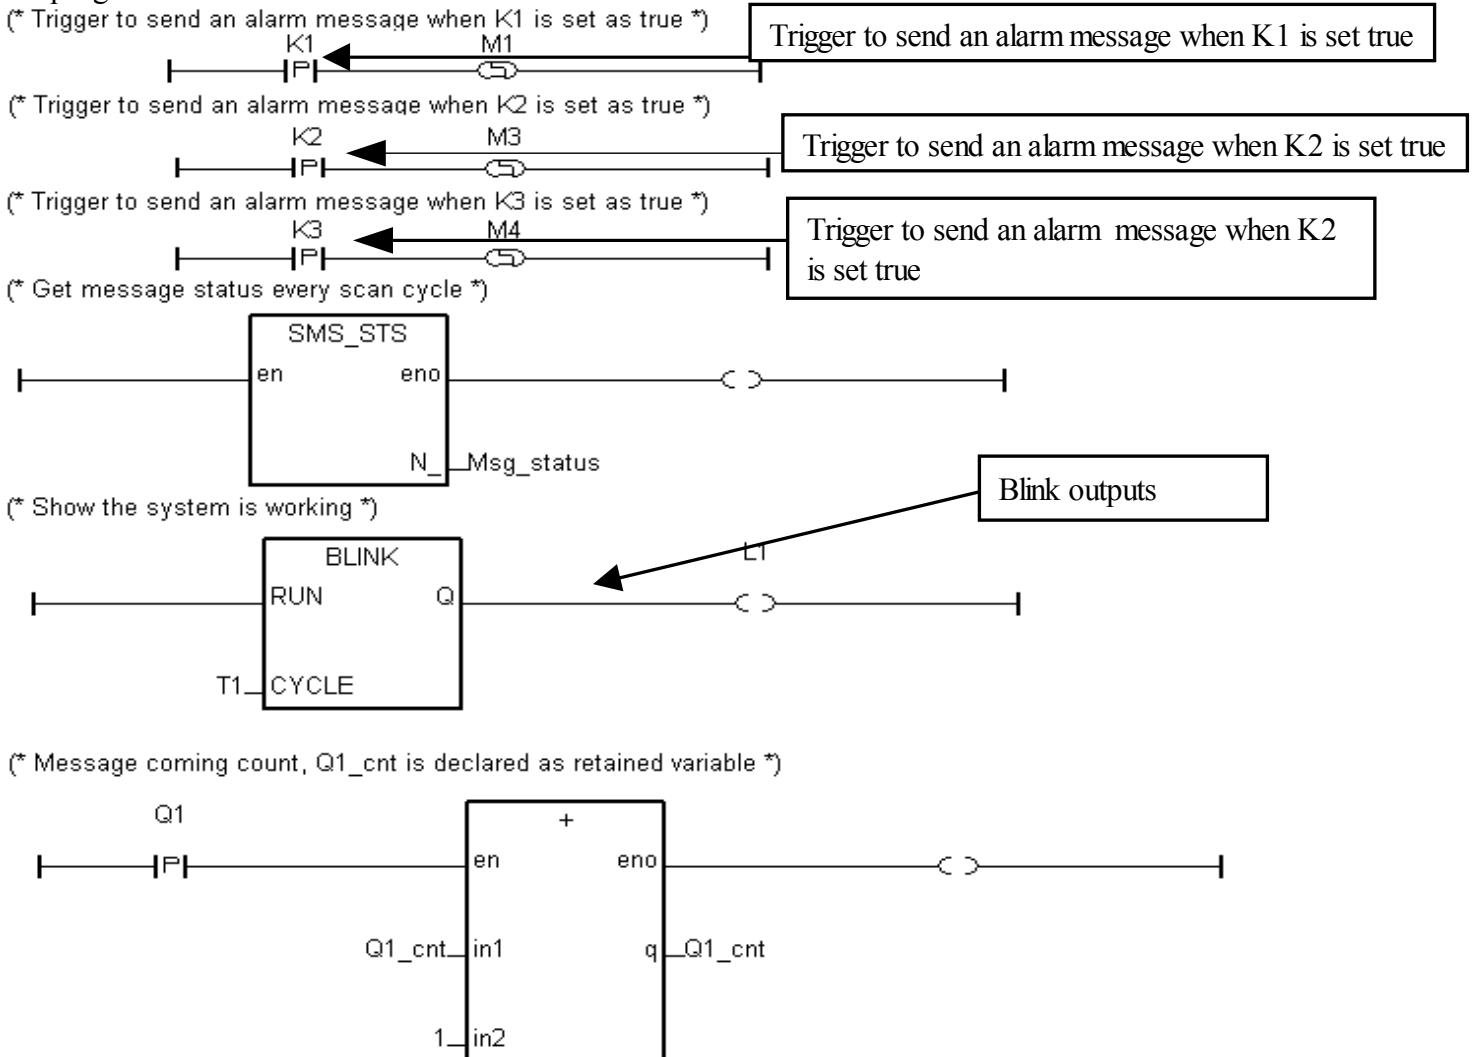 (* Trigger to send an alarm message when K1 is set as true *)
Trigger to send an alarm message when K1 is set true
K1 M1
P S
(* Trigger to send an alarm message when K2 is set as true *)
K2 M3
Trigger to send an alarm message when K2 is set true
P S
(* Trigger to send an alarm message when K3 is set as true *)
K3 M4
Trigger to send an alarm message when K2
is set true
P S
(* Get message status every scan cycle *)
SMS_STS
en eno
N_ Msg_status
Blink outputs
(* Show the system is working *)
BLINK L1
RUN Q
T1 CYCLE
(* Message coming count, Q1_cnt is declared as retained variable *)
Q1 +
P en eno
Q1_cnt in1 q Q1_cnt
1 in2